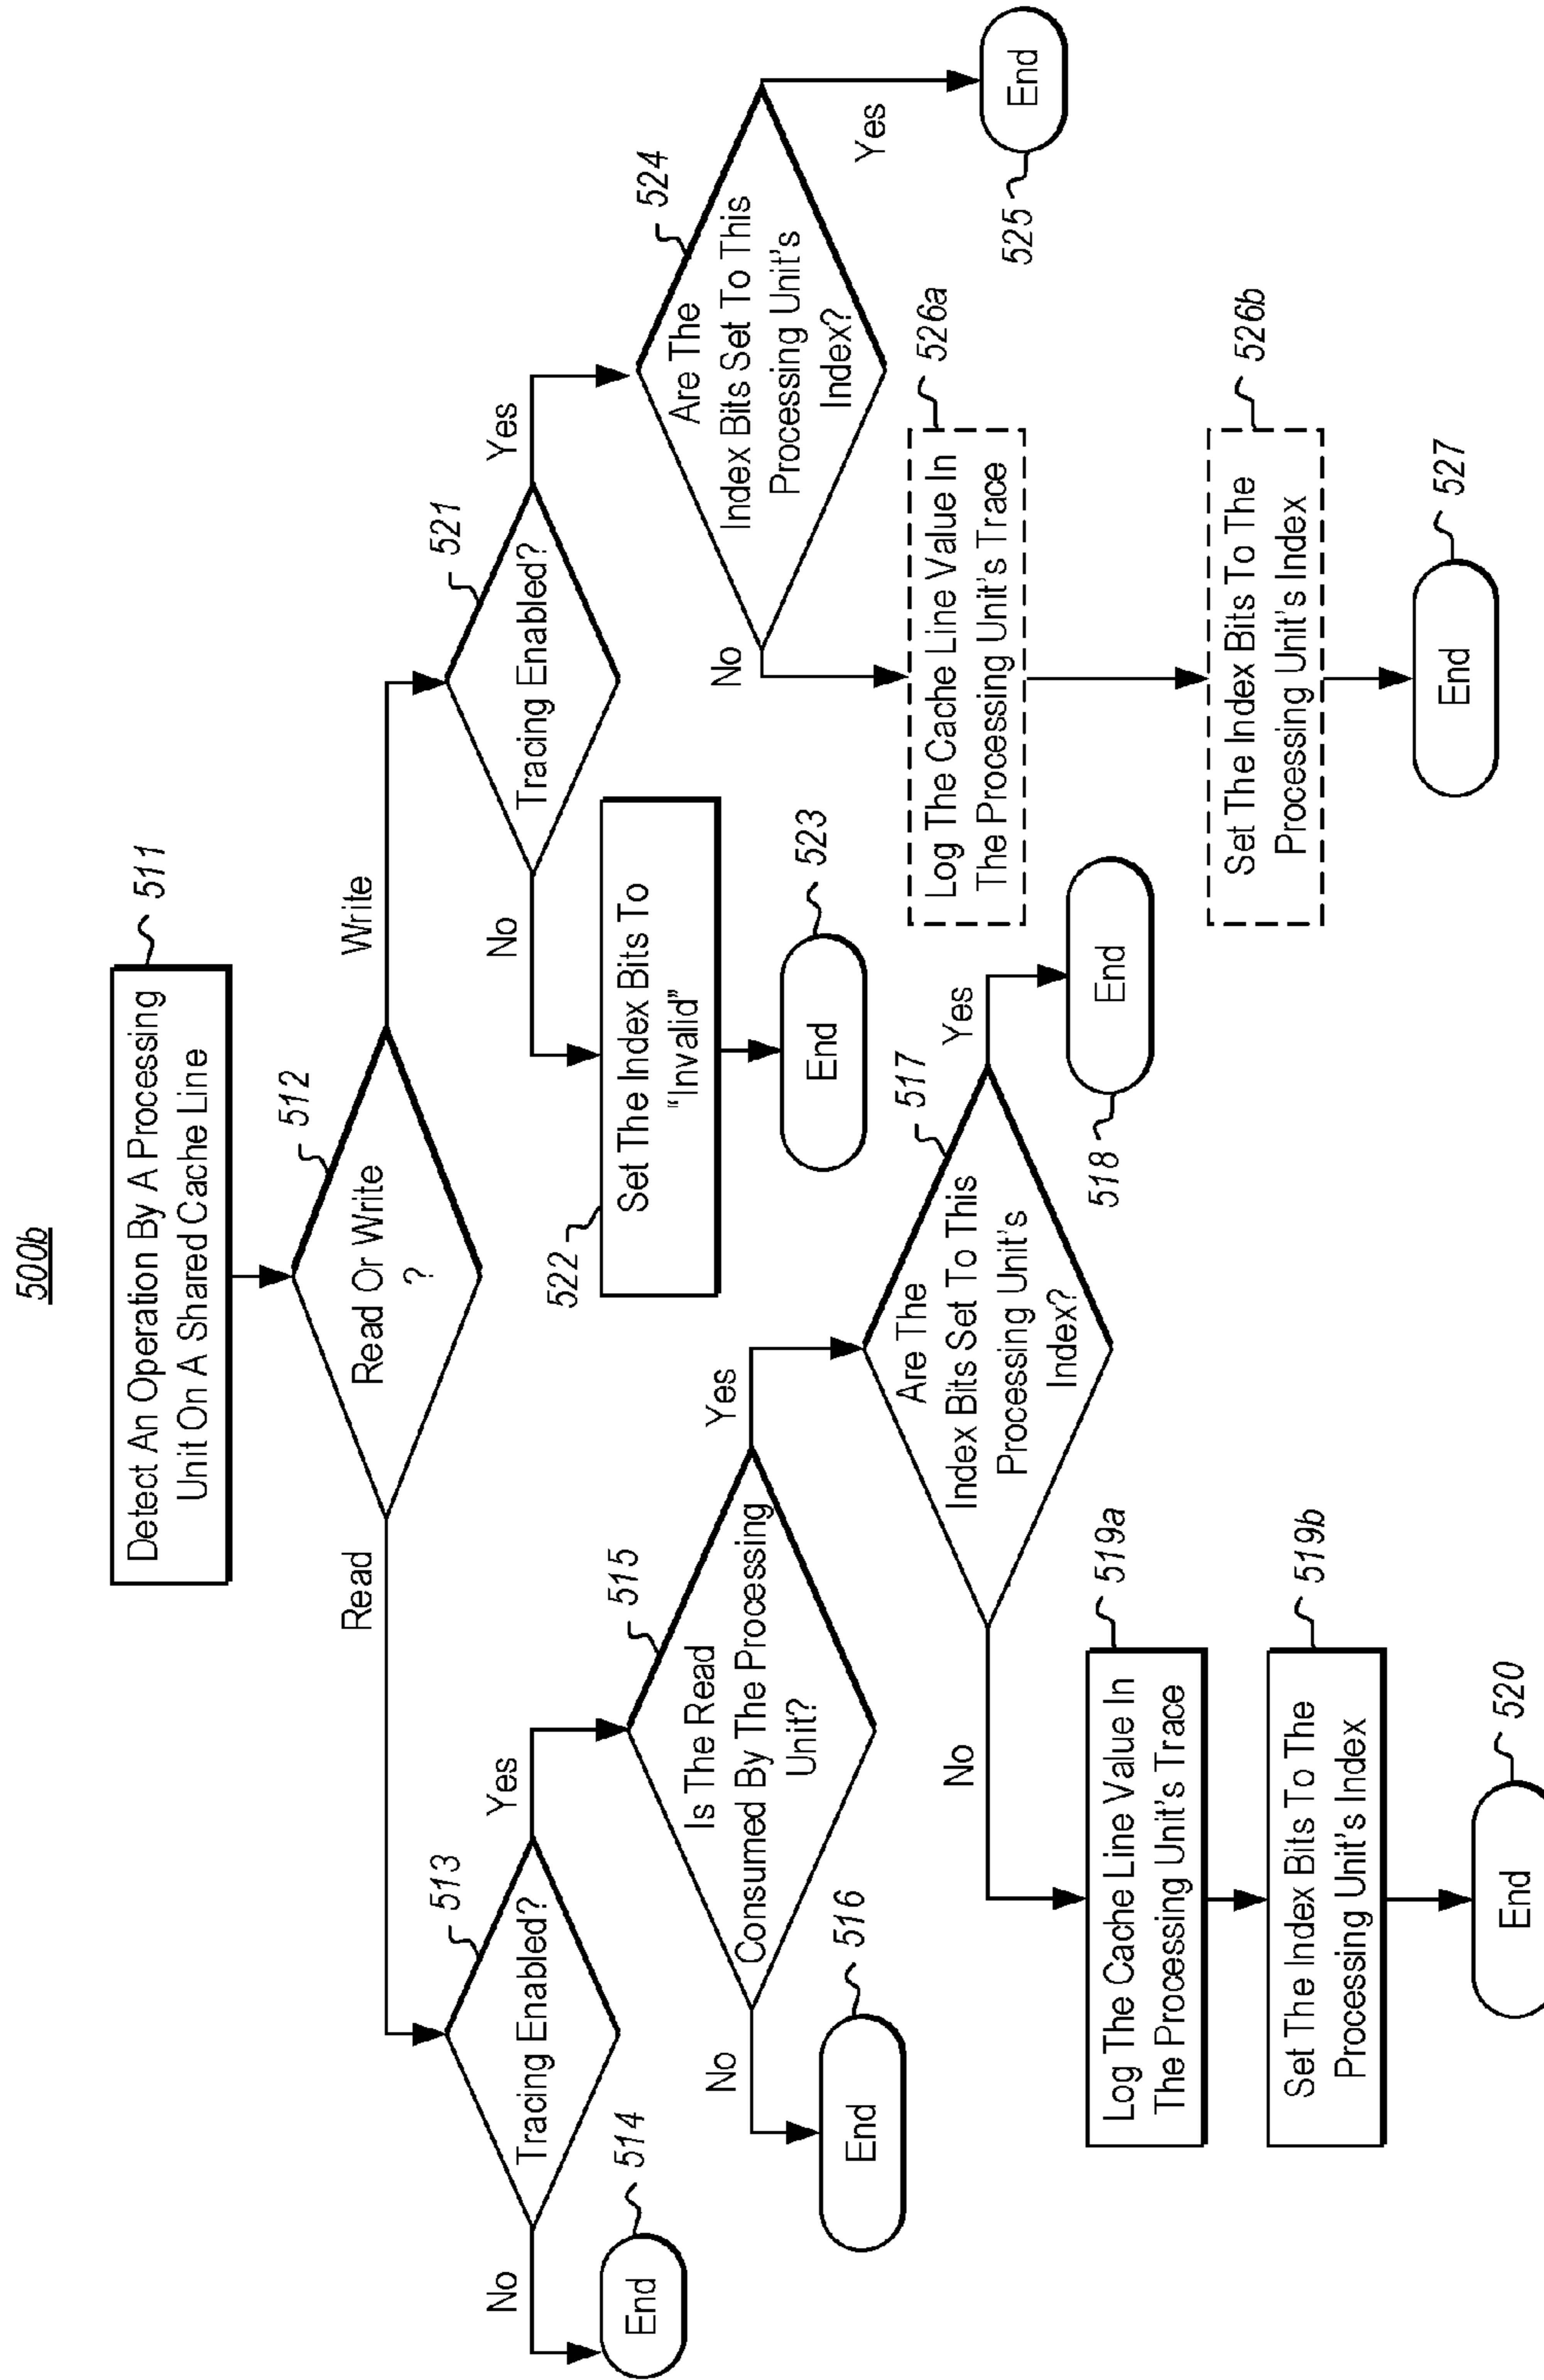 500b
Detect An Operation By A Processing
Unit On A Shared Cache Line
511
Read Or Write
?
512
Read
Write
Tracing Enabled?
513
No
Yes
End
514
Is The Read
Consumed By The Processing
Unit?
515
No
Yes
End
516
Are The
Index Bits Set To This
Processing Unit's
Index?
517
No
Yes
End
518
Log The Cache Line Value In
The Processing Unit's Trace
519a
Set The Index Bits To The
Processing Unit's Index
519b
End
520
Tracing Enabled?
521
No
Yes
Set The Index Bits To
“Invalid”
522
End
523
Are The
Index Bits Set To This
Processing Unit's
Index?
524
No
Yes
End
525
Log The Cache Line Value In
The Processing Unit's Trace
526a
Set The Index Bits To The
Processing Unit's Index
526b
End
527